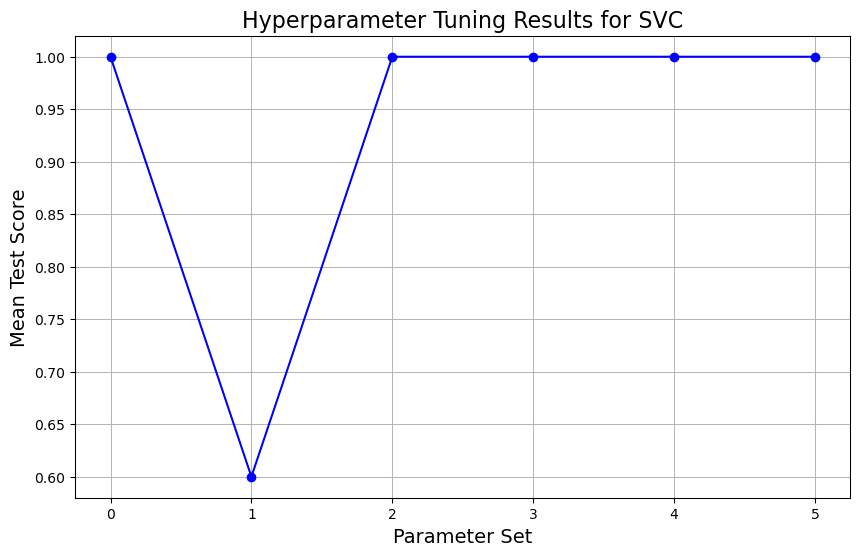 Hyperparameter Tuning Results for SVC
Mean Test Score
1.00
0.95
0.90
0.85
0.80
0.75
0.70
0.65
0.60
0 1 2 3 4 5
Parameter Set